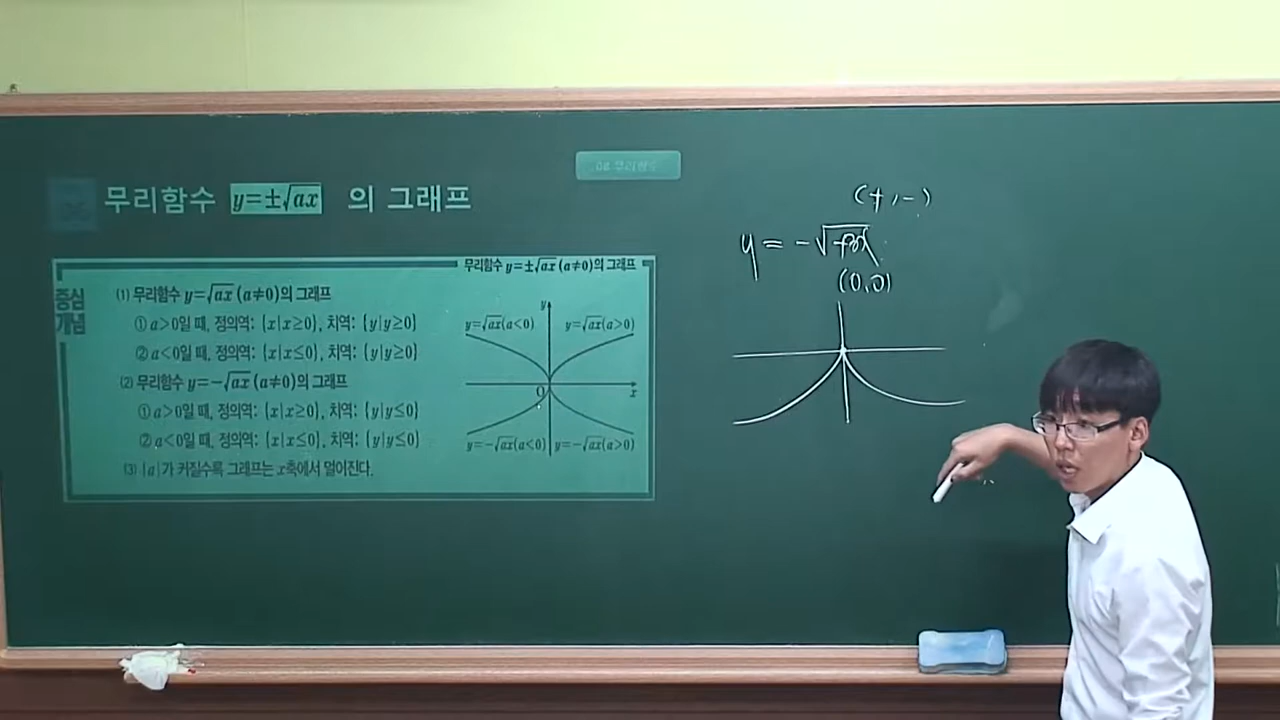 08 무리함수
무리함수 y=±√ax 의 그래프
무리함수 y=±√ax (a≠0)의 그래프
중심
개념
(1) 무리함수 y=√ax (a≠0)의 그래프
① a>0일 때, 정의역: {x|x≥0}, 치역: {y|y≥0}
② a<0일 때, 정의역: {x|x≤0}, 치역: {y|y≥0}
(2) 무리함수 y=-√ax (a≠0)의 그래프
① a>0일 때, 정의역: {x|x≥0}, 치역: {y|y≤0}
② a<0일 때, 정의역: {x|x≤0}, 치역: {y|y≤0}
(3) |a|가 커질수록 그래프는 x축에서 멀어진다.
y
y=√ax(a<0) y=√ax(a>0)
O x
y=-√ax(a<0) y=-√ax(a>0)
(+,-)
y=-√
(0,0)